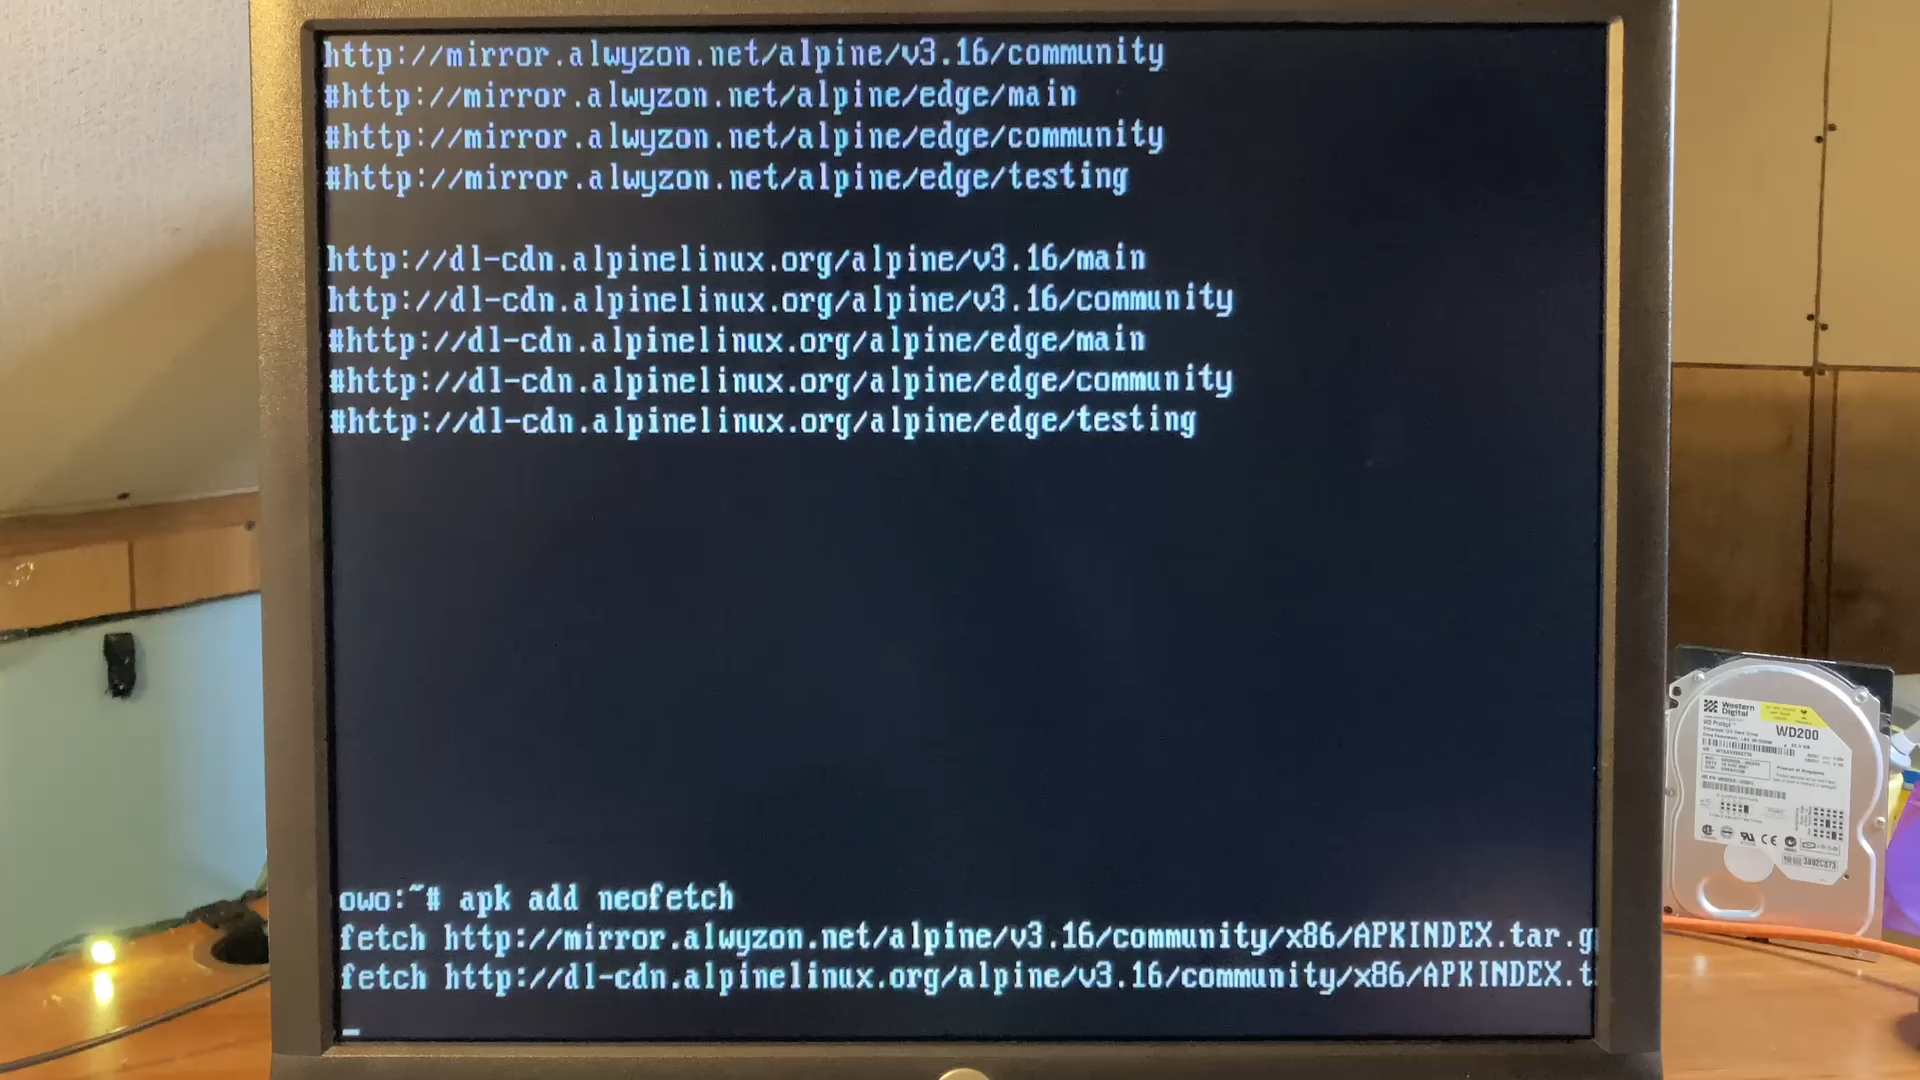 http://mirror.alwyzon.net/alpine/v3.16/community
#http://mirror.alwyzon.net/alpine/edge/main
#http://mirror.alwyzon.net/alpine/edge/community
#http://mirror.alwyzon.net/alpine/edge/testing
http://dl-cdn.alpinelinux.org/alpine/v3.16/main
http://dl-cdn.alpinelinux.org/alpine/v3.16/community
#http://dl-cdn.alpinelinux.org/alpine/edge/main
#http://dl-cdn.alpinelinux.org/alpine/edge/community
#http://dl-cdn.alpinelinux.org/alpine/edge/testing
owo:~# apk add neofetch
fetch http://mirror.alwyzon.net/alpine/v3.16/community/x86/APKINDEX.tar.g
fetch http://dl-cdn.alpinelinux.org/alpine/v3.16/community/x86/APKINDEX.t
Western
Digital
WD200